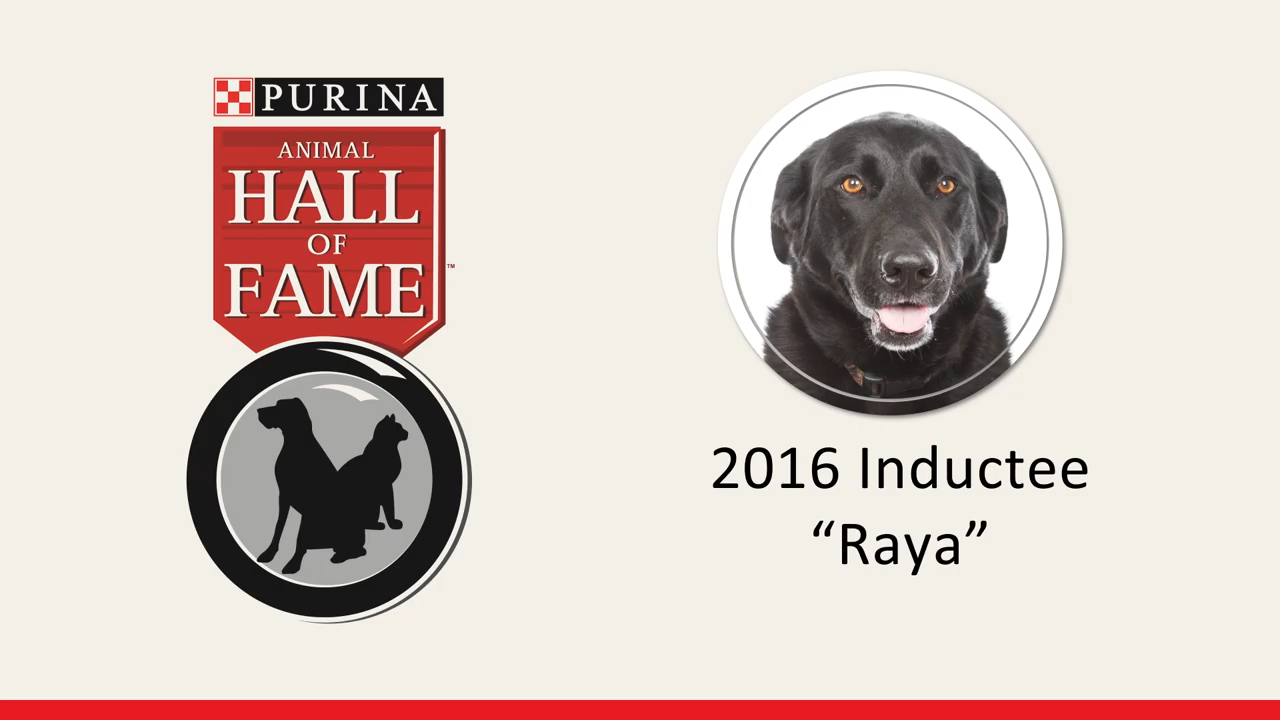 PURINA
ANIMAL
HALL
OF
FAME
™
2016 Inductee
“Raya”